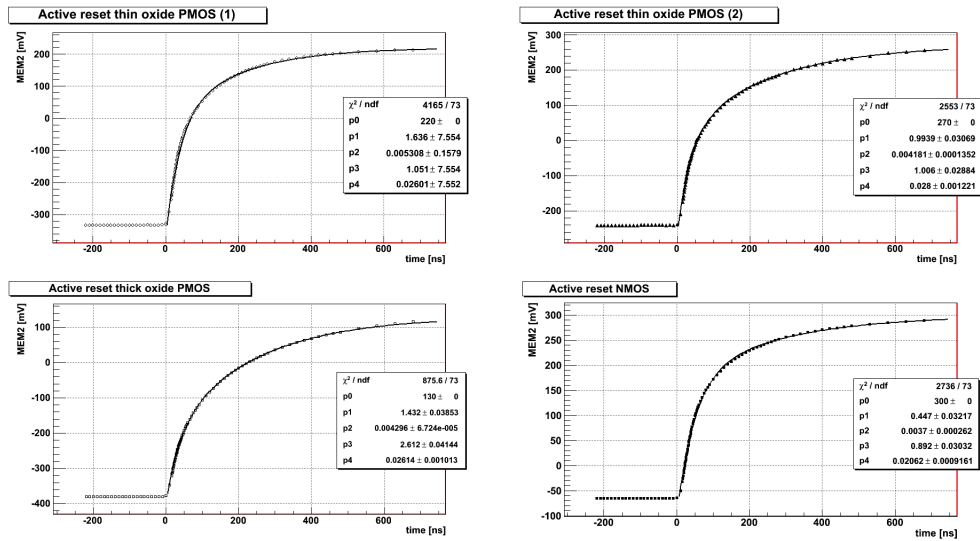 Active reset thin oxide PMOS (1)
MEM2 [mV]
200
100
0
-100
-200
-300
-200 0 200 400 600
time [ns]
χ² / ndf 4165 / 73
p0 220 ± 0
p1 1.636 ± 7.554
p2 0.005308 ± 0.1579
p3 1.051 ± 7.554
p4 0.02601 ± 7.552
Active reset thin oxide PMOS (2)
MEM2 [mV]
300
200
100
0
-100
-200
-200 0 200 400 600
time [ns]
χ² / ndf 2553 / 73
p0 270 ± 0
p1 0.9939 ± 0.03069
p2 0.004181 ± 0.0001352
p3 1.006 ± 0.02884
p4 0.028 ± 0.001221
Active reset thick oxide PMOS
MEM2 [mV]
100
0
-100
-200
-300
-400
-200 0 200 400 600
time [ns]
χ² / ndf 875.6 / 73
p0 130 ± 0
p1 1.432 ± 0.03853
p2 0.004296 ± 6.724e-005
p3 2.612 ± 0.04144
p4 0.02614 ± 0.001013
Active reset NMOS
MEM2 [mV]
300
250
200
150
100
50
0
-50
-100
-200 0 200 400 600
time [ns]
χ² / ndf 2736 / 73
p0 300 ± 0
p1 0.447 ± 0.03217
p2 0.0037 ± 0.000262
p3 0.892 ± 0.03032
p4 0.02062 ± 0.0009161